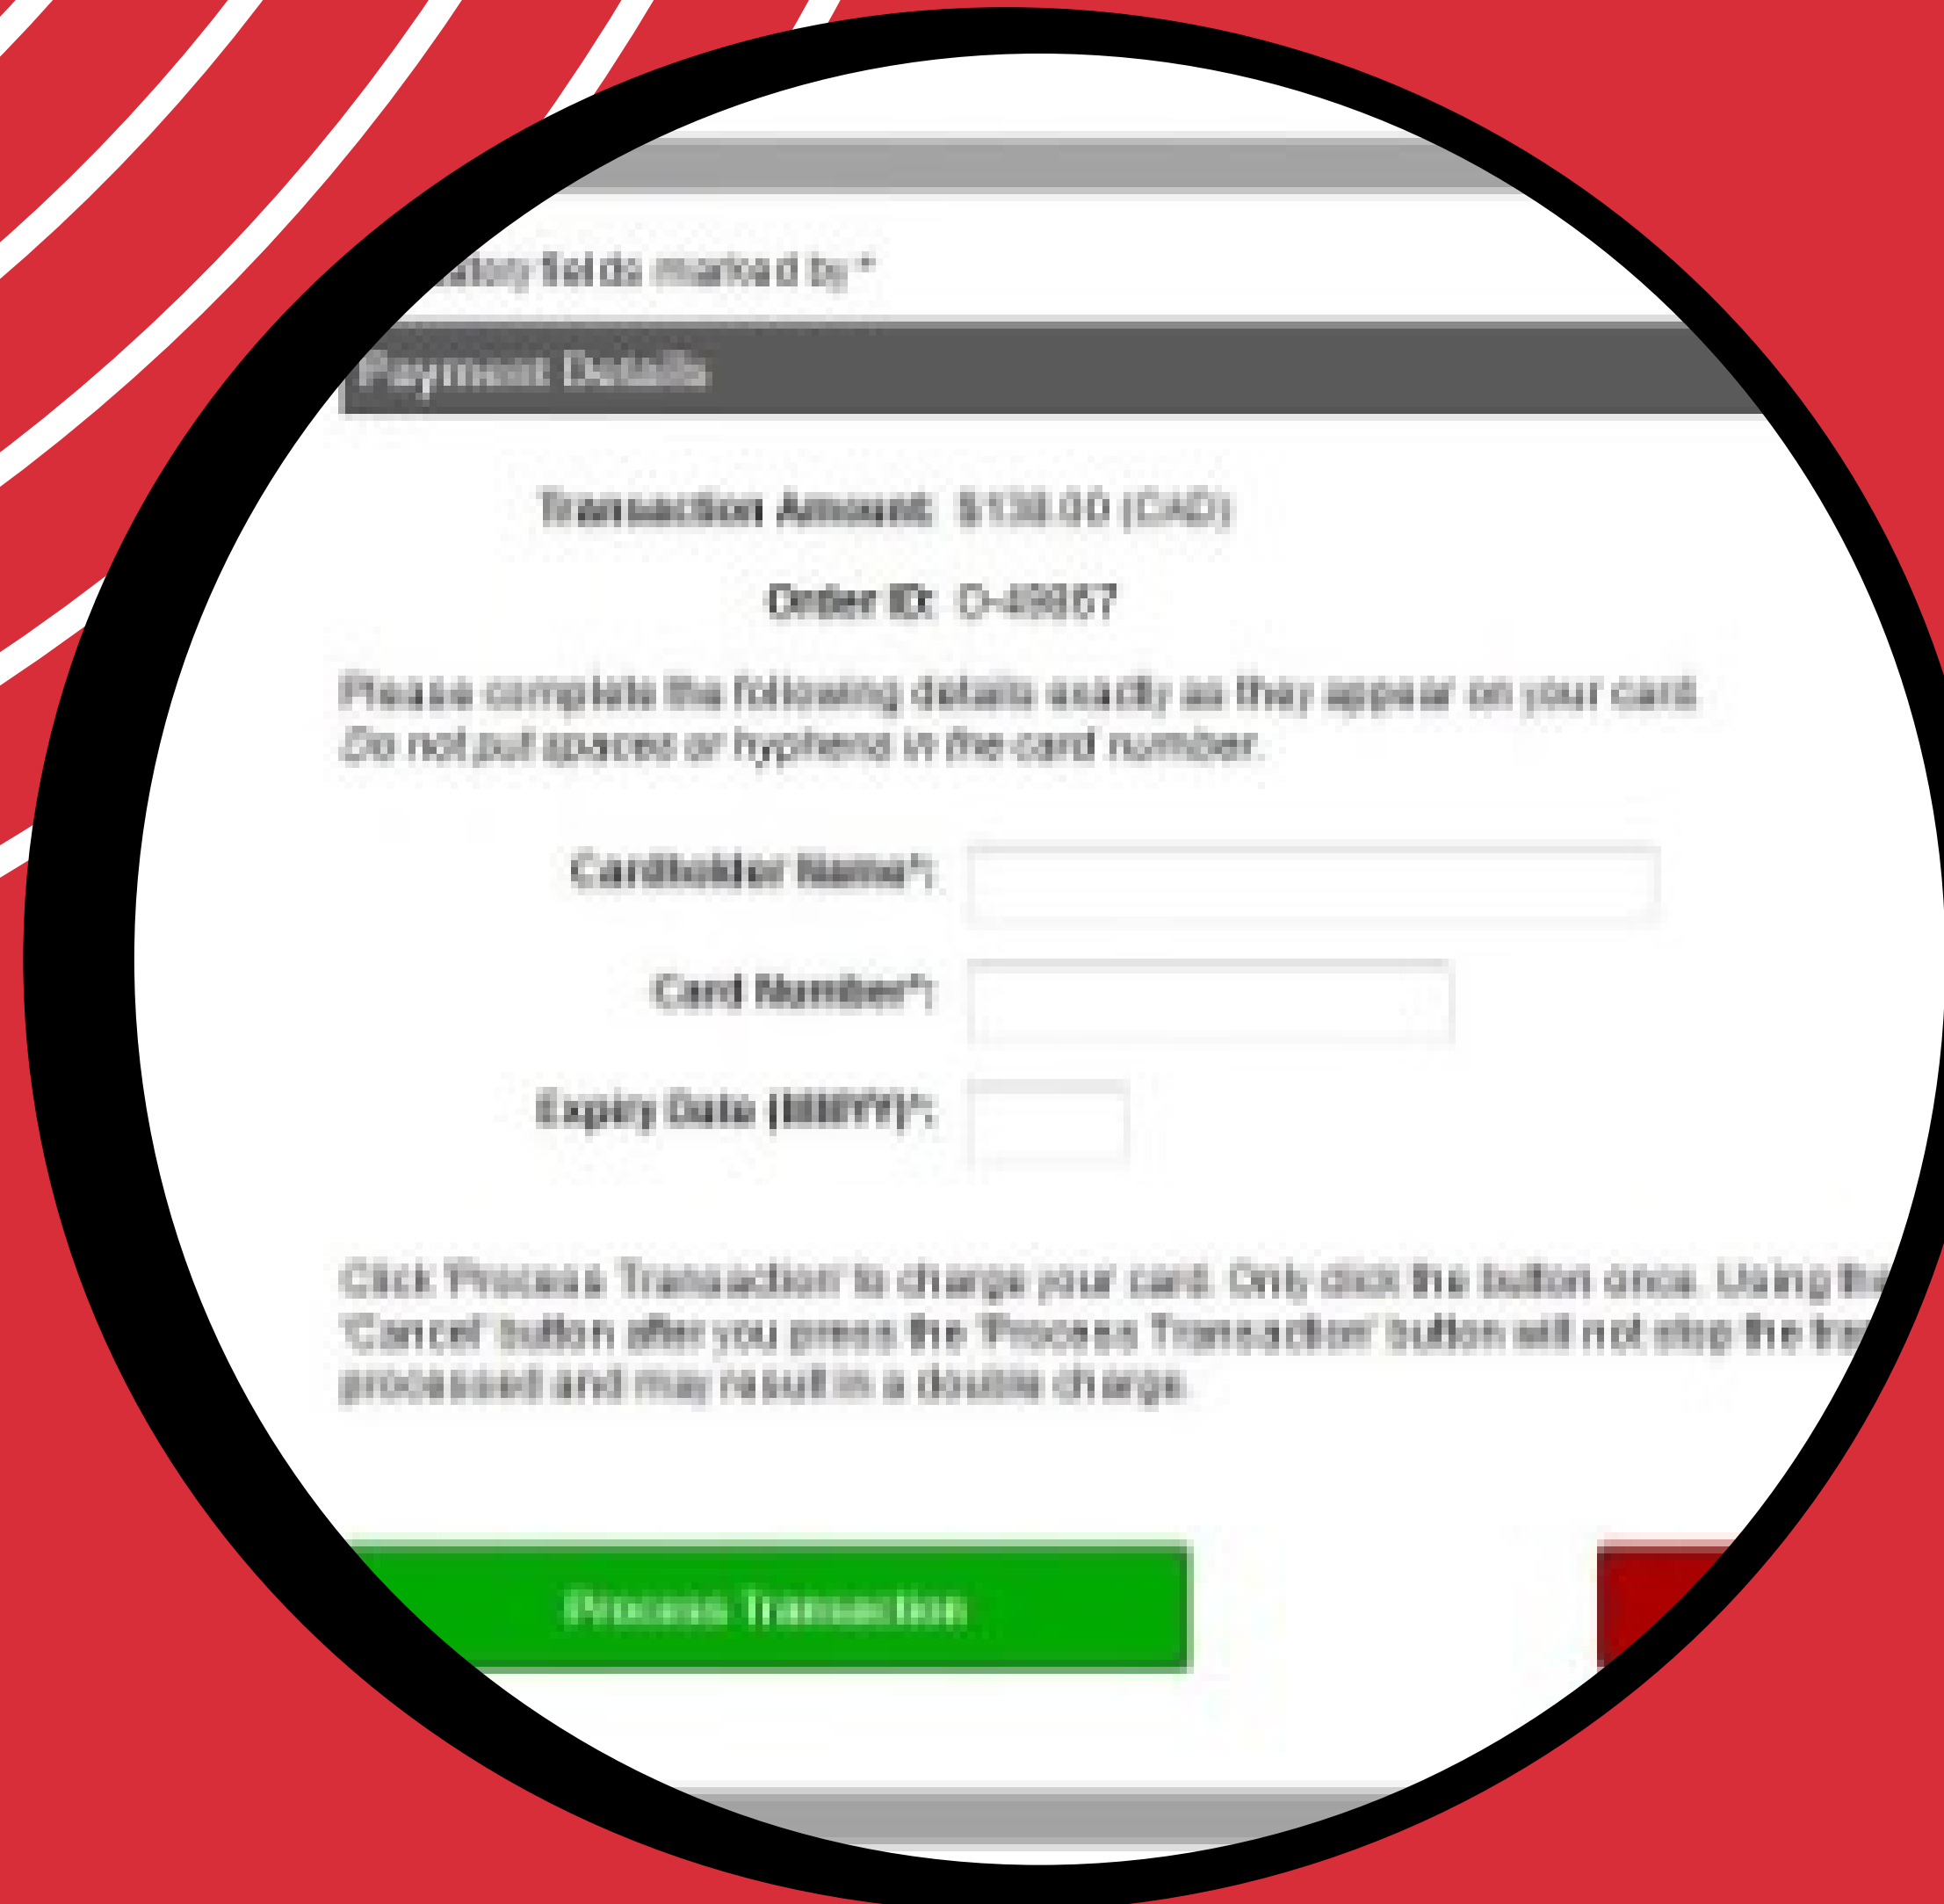 fields marked by *
Payment Details
Transaction Amount: (CAD)
Order ID:
Please complete the following details exactly as they appear on your card.
Do not put spaces or hyphens in the card number.
Cardholder Name*:
Card Number*:
Expiry Date (MMYY)*:
Click 'Process Transaction' to charge your card. Only click the button once. Using the
'Cancel' button after you press the 'Process Transaction' button will not stop the
processed and may result in a double charge.
Process Transaction